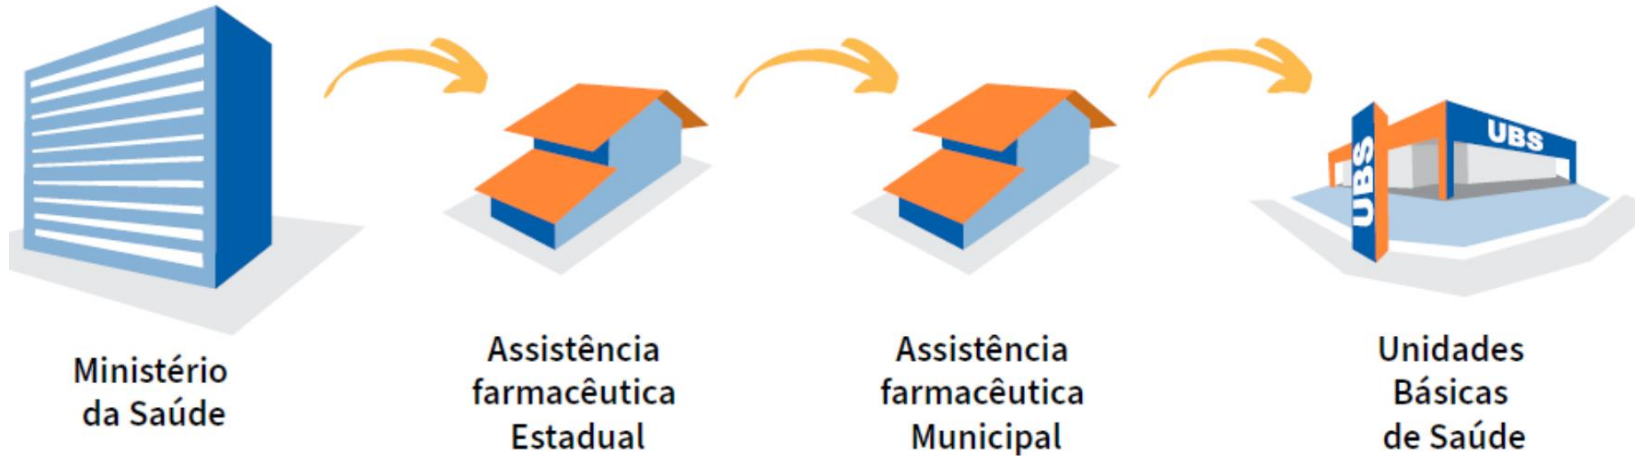 UBS
UBS
Ministério
da Saúde
Assistência
farmacêutica
Estadual
Assistência
farmacêutica
Municipal
Unidades
Básicas
de Saúde